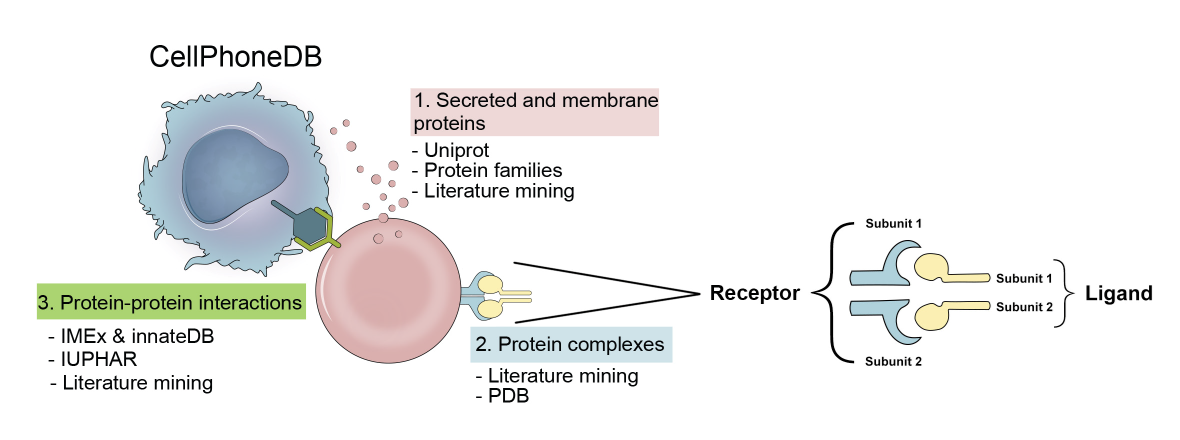 CellPhoneDB
1. Secreted and membrane
proteins
- Uniprot
- Protein families
- Literature mining
3. Protein-protein interactions
- IMEx & innateDB
- IUPHAR
- Literature mining
2. Protein complexes
- Literature mining
- PDB
Receptor
Subunit 1
Subunit 2
Subunit 1
Subunit 2
Ligand